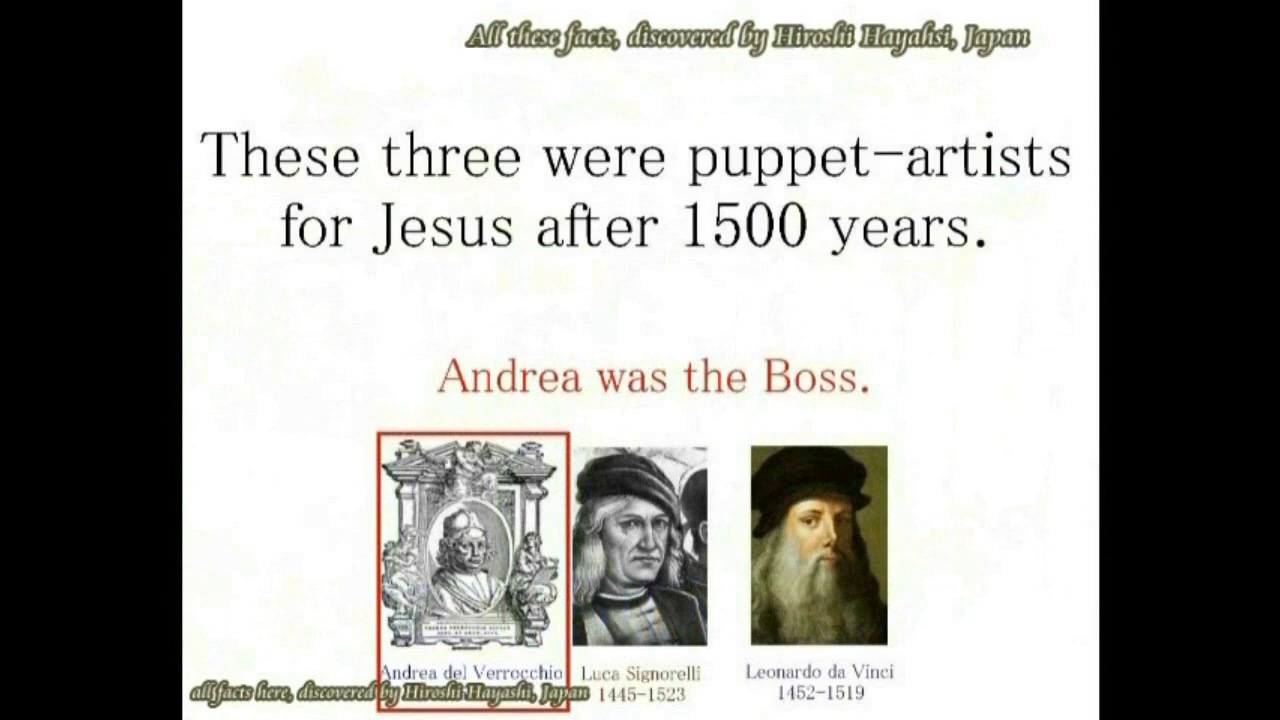 All these facts, discovered by Hiroshi Hayahsi, Japan
These three were puppet-artists
for Jesus after 1500 years.
Andrea was the Boss.
Andrea del Verrocchio
Luca Signorelli
1445-1523
Leonardo da Vinci
1452-1519
all facts here, discovered by Hiroshi Hayashi, Japan